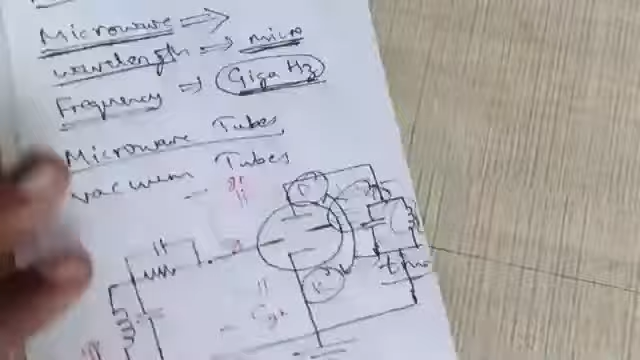 Microwave ⇒
wavelength ⇒ micro
Frequency ⇒ Giga Hz
Microwave Tubes
vacuum Tubes